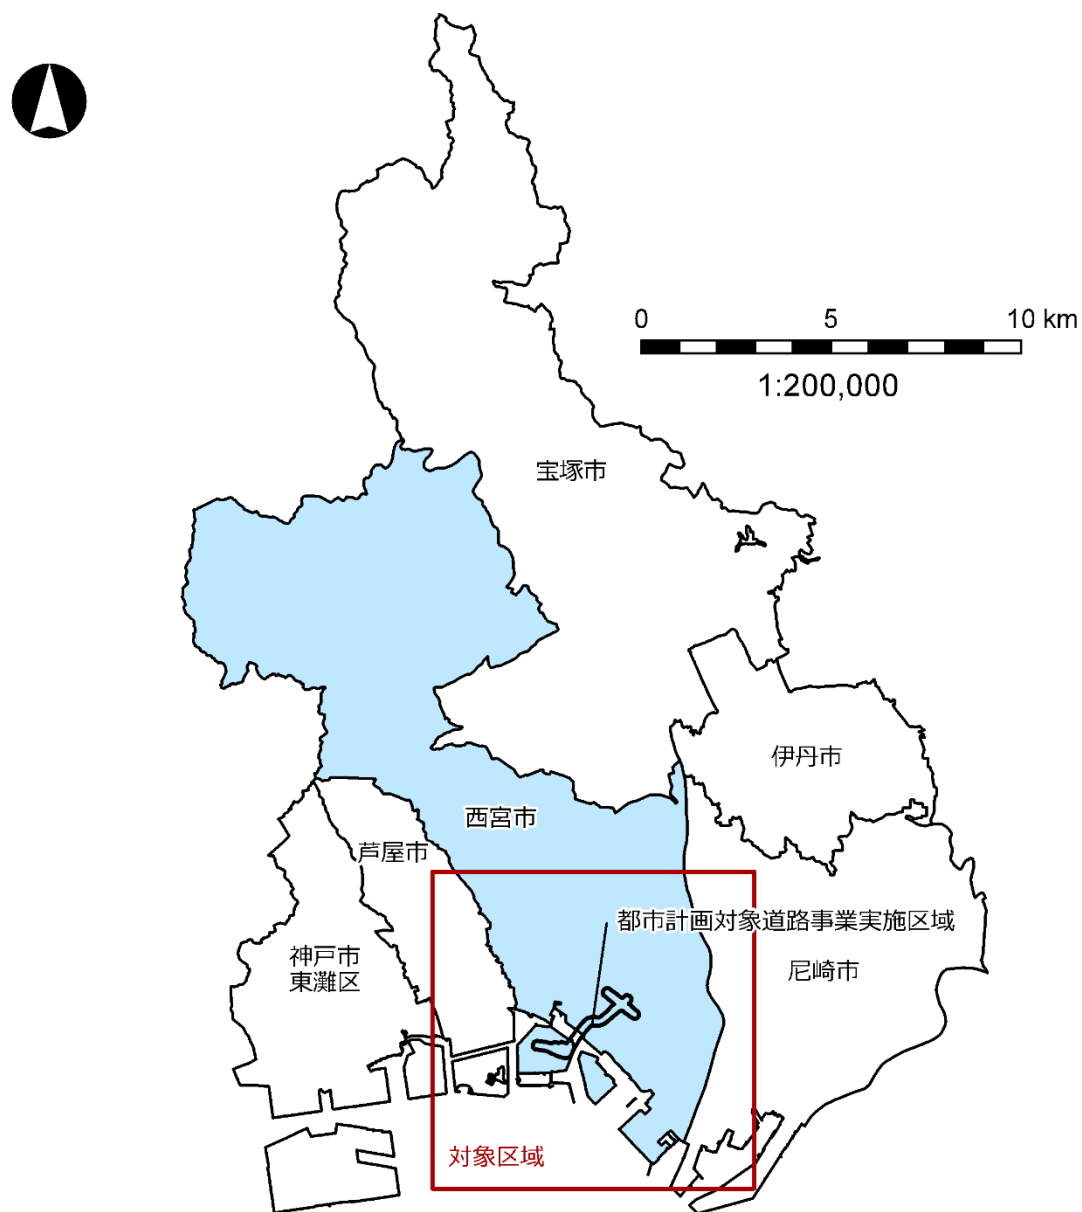 0 5 10 km
1:200,000
宝塚市
伊丹市
西宮市
芦屋市
都市計画対象道路事業実施区域
神戸市
東灘区
尼崎市
対象区域